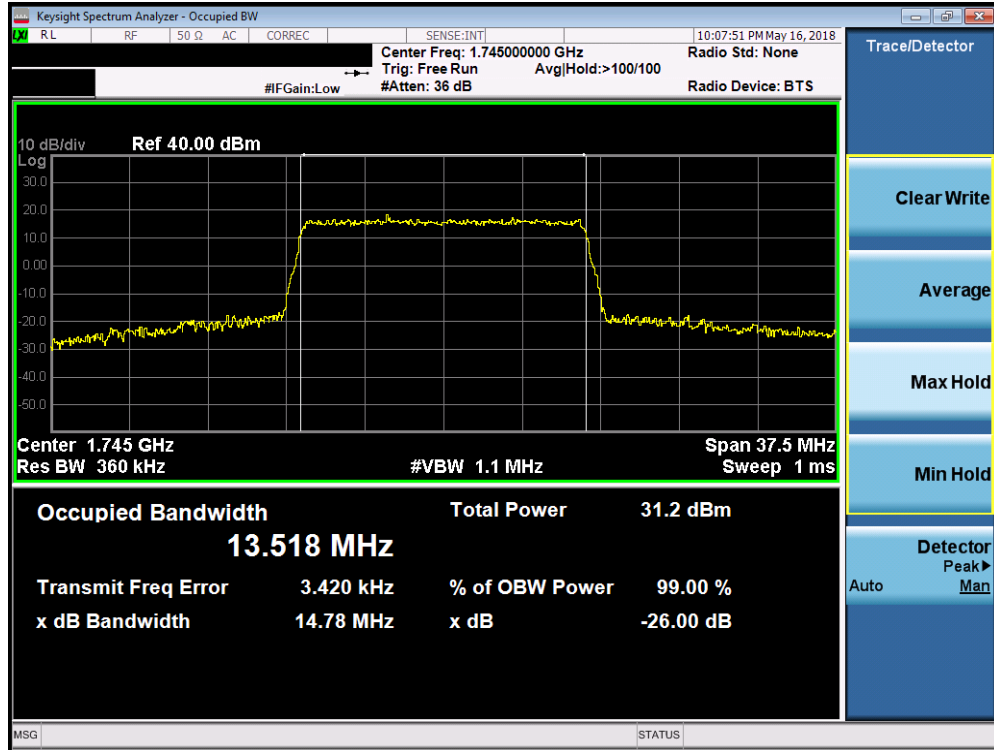 Keysight Spectrum Analyzer - Occupied BW
LXI RL RF 50 Ω AC CORREC SENSE:INT 10:07:51 PM May 16, 2018
Center Freq: 1.745000000 GHz Radio Std: None
Trig: Free Run Avg|Hold:>100/100
#IFGain:Low #Atten: 36 dB Radio Device: BTS
Trace/Detector
10 dB/div Ref 40.00 dBm
Log
30.0
20.0
10.0
0.00
-10.0
-20.0
-30.0
-40.0
-50.0
Center 1.745 GHz Span 37.5 MHz
Res BW 360 kHz #VBW 1.1 MHz Sweep 1 ms
Occupied Bandwidth Total Power 31.2 dBm
13.518 MHz
Transmit Freq Error 3.420 kHz % of OBW Power 99.00 %
x dB Bandwidth 14.78 MHz x dB -26.00 dB
Clear Write
Average
Max Hold
Min Hold
Detector
Peak▶
Auto Man
MSG STATUS